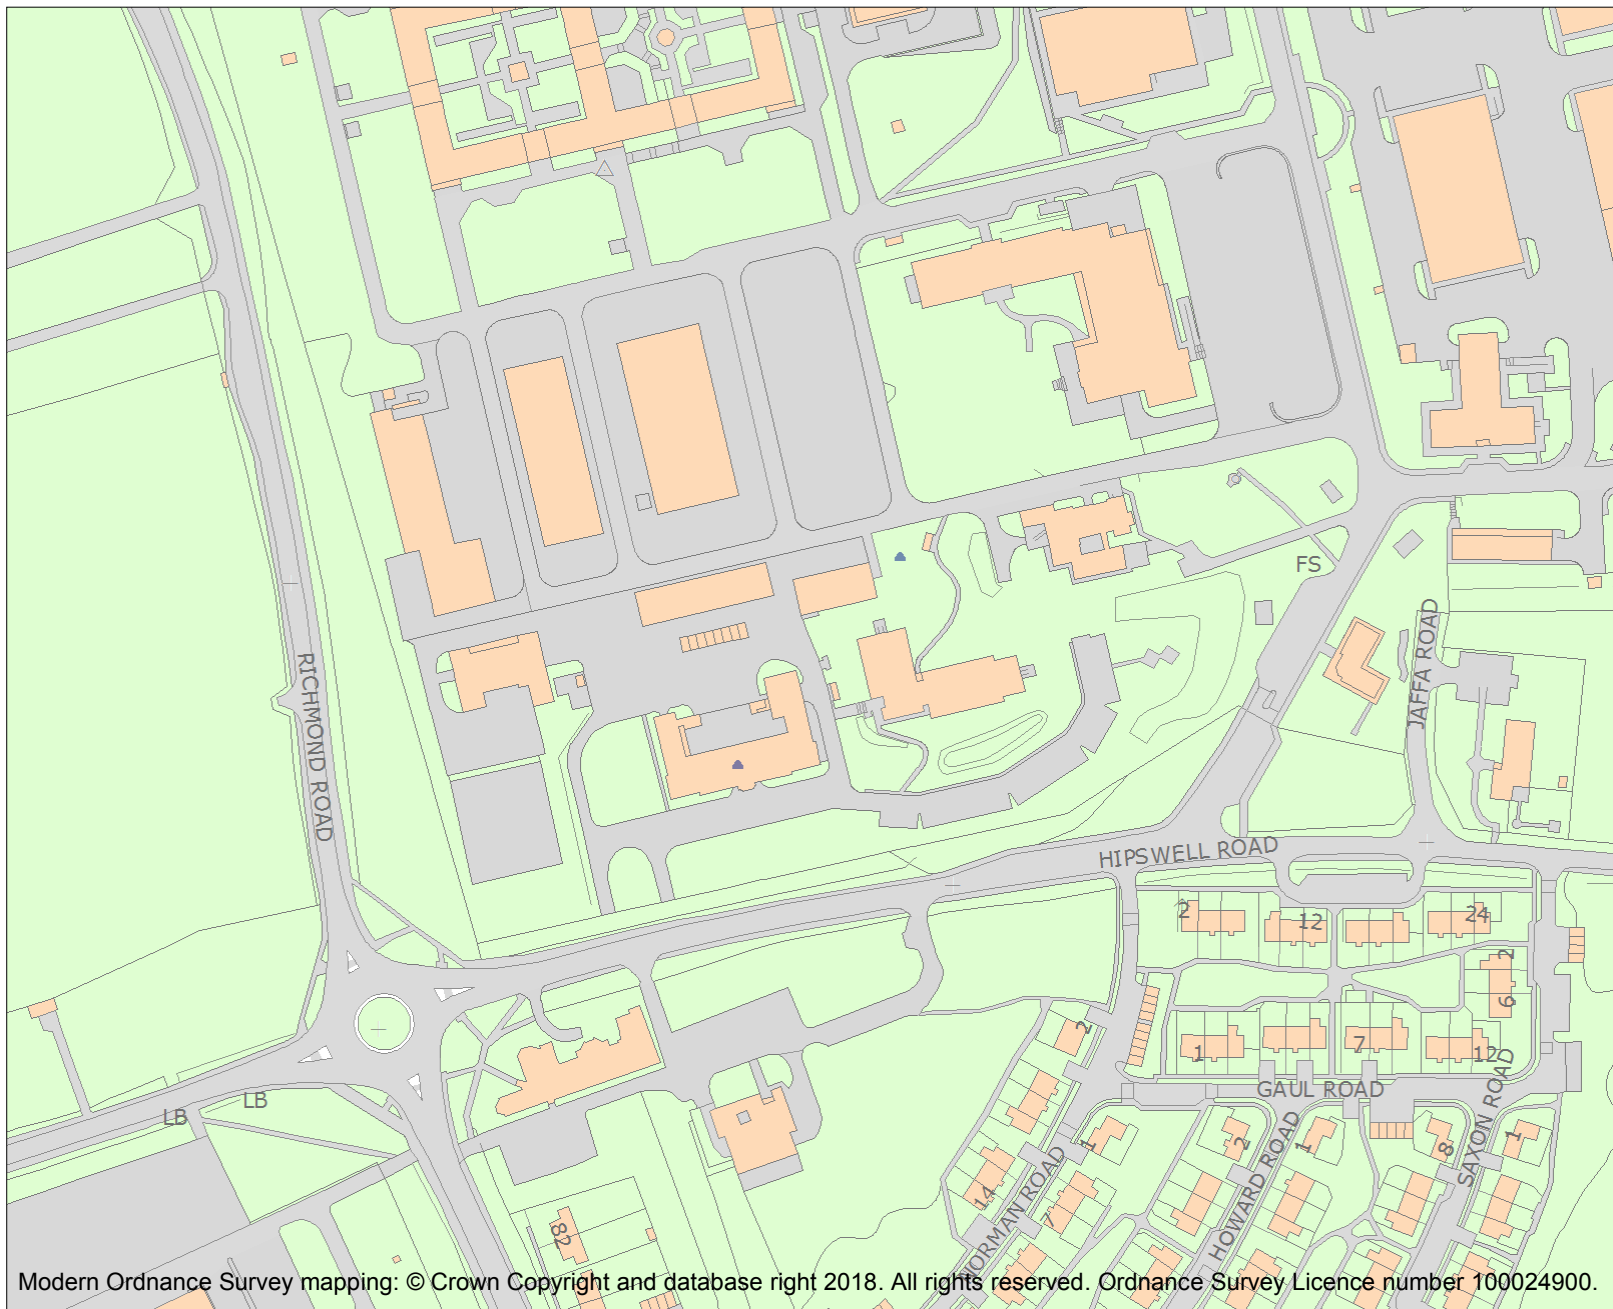 FS
JAFFA ROAD
RICHMOND ROAD
HIPSWELL ROAD
2
12
24
2
6
2
1
7
12
GAUL ROAD
LB
LB
1
2
1
8
1
SAXON ROAD
HOWARD ROAD
NORMAN ROAD
14
7
82
Modern Ordnance Survey mapping: © Crown Copyright and database right 2018. All rights reserved. Ordnance Survey Licence number 100024900.